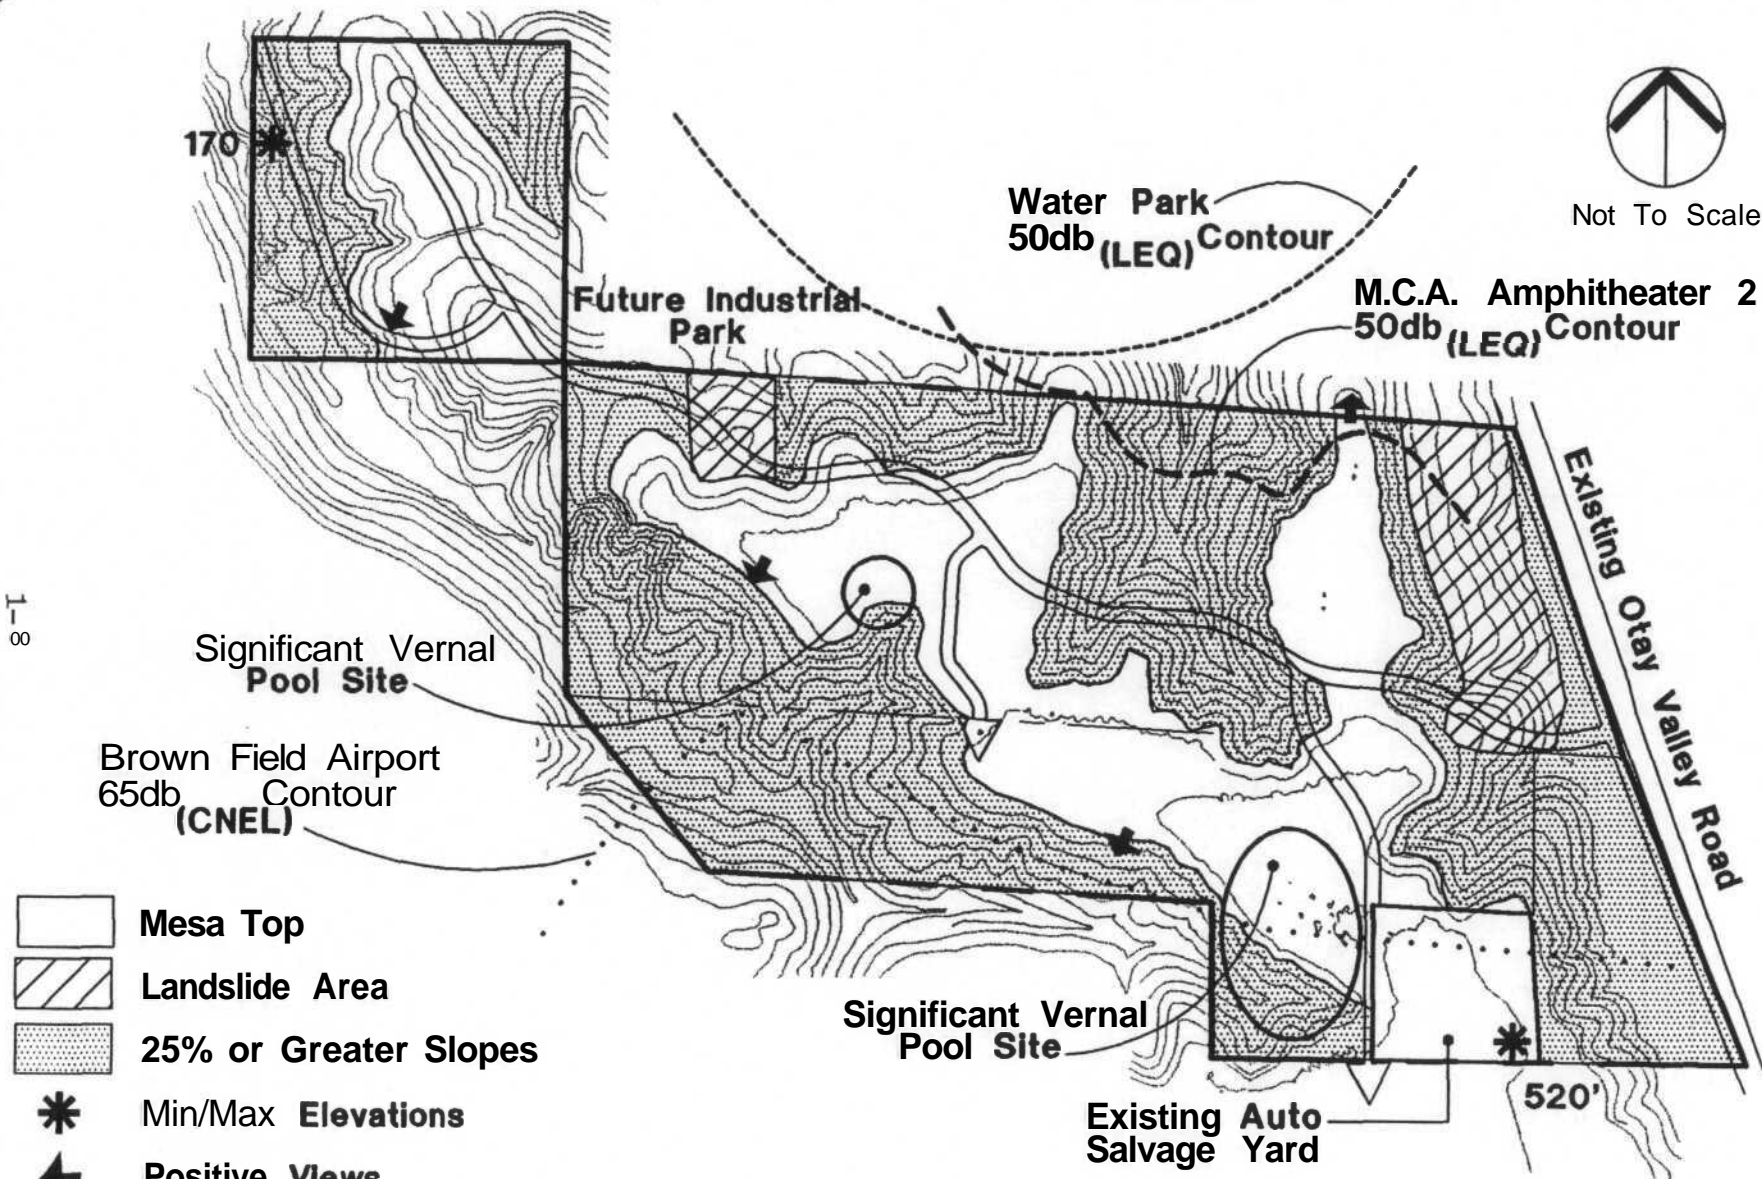 170
Water Park
50db (LEQ) Contour
Not To Scale
M.C.A. Amphitheater 2
50db (LEQ) Contour
Future Industrial
Park
Existing Otay Valley Road
1-8
Significant Vernal
Pool Site
Brown Field Airport
65db Contour
(CNEL)
Mesa Top
Landslide Area
25% or Greater Slopes
Min/Max Elevations
Positive Views
Significant Vernal
Pool Site
520'
Existing Auto
Salvage Yard